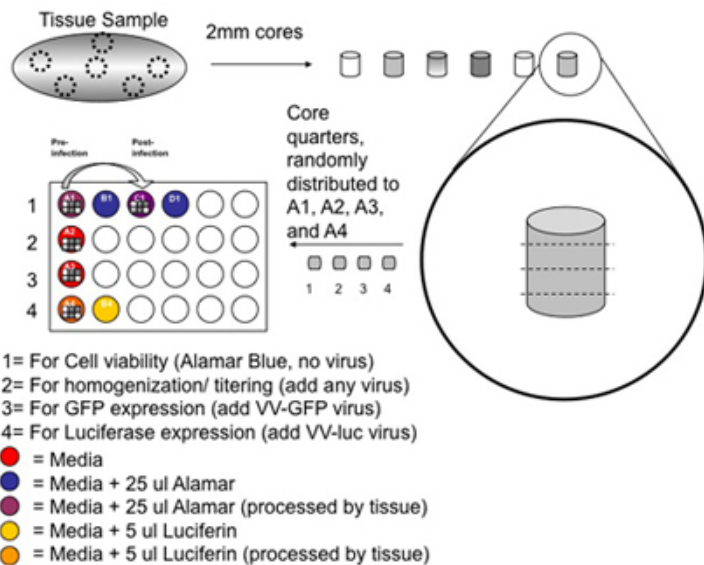 Tissue Sample
2mm cores
Core
quarters,
randomly
distributed to
A1, A2, A3,
and A4
Pre-
infection
Post-
infection
A1 B1 C1 D1
1
A2
2
A3
3
A4 B4
4
1 2 3 4
1= For Cell viability (Alamar Blue, no virus)
2= For homogenization/ titering (add any virus)
3= For GFP expression (add VV-GFP virus)
4= For Luciferase expression (add VV-luc virus)
= Media
= Media + 25 ul Alamar
= Media + 25 ul Alamar (processed by tissue)
= Media + 5 ul Luciferin
= Media + 5 ul Luciferin (processed by tissue)